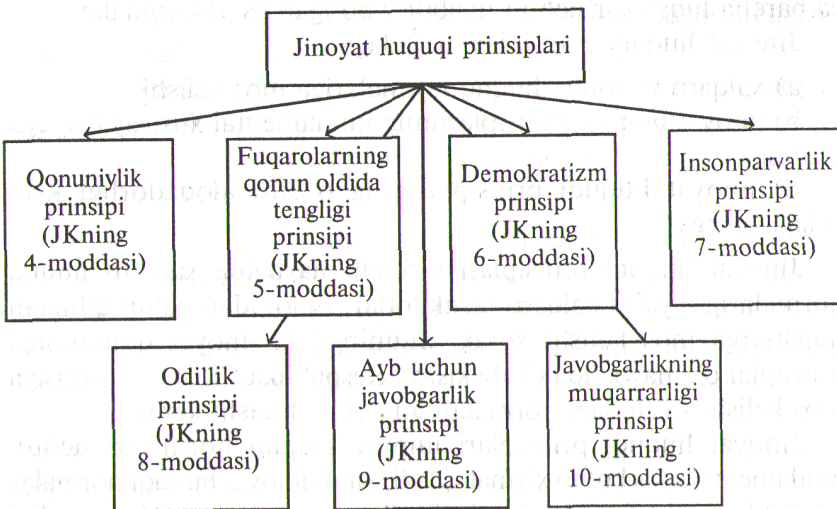 Jinoyat huquqi prinsiplari
Qonuniylik
prinsipi
(JKning
4-moddasi)
Fuqarolarning
qonun oldida
tengligi
prinsipi
(JKning
5-moddasi)
Demokratizm
prinsipi
(JKning
6-moddasi)
Insonparvarlik
prinsipi
(JKning
7-moddasi)
Odillik
prinsipi
(JKning
8-moddasi)
Ayb uchun
javobgarlik
prinsipi
(JKning
9-moddasi)
Javobgarlikning
muqarrarligi
prinsipi
(JKning
10-moddasi)